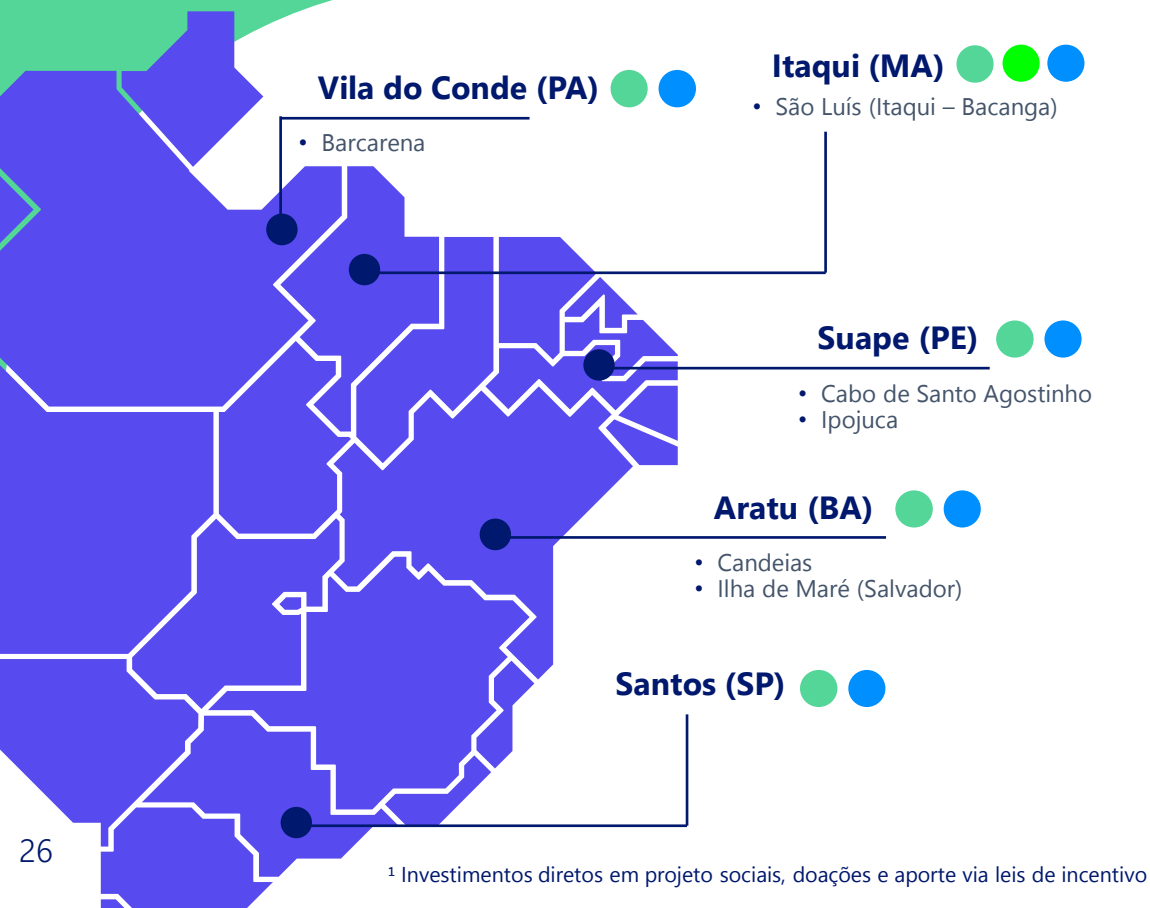 Vila do Conde (PA)
• Barcarena
Itaqui (MA)
• São Luís (Itaqui – Bacanga)
Suape (PE)
• Cabo de Santo Agostinho
• Ipojuca
Aratu (BA)
• Candeias
• Ilha de Maré (Salvador)
Santos (SP)
26
¹ Investimentos diretos em projeto sociais, doações e aporte via leis de incentivo